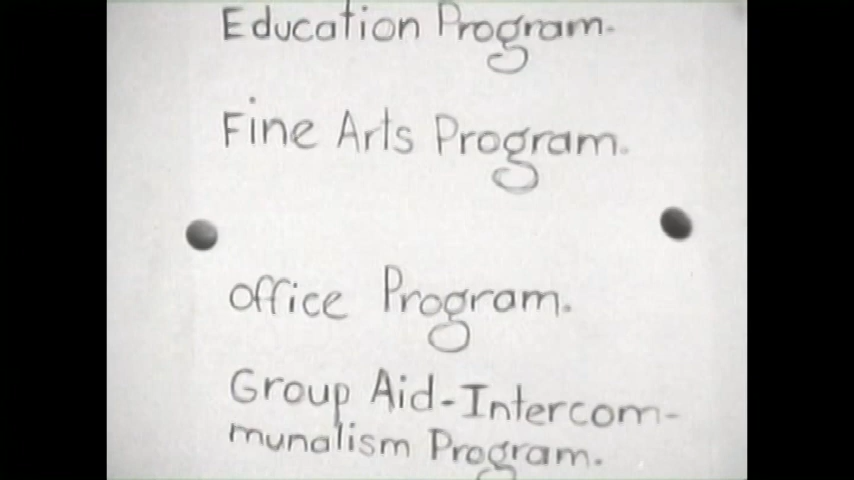 Education Program.
Fine Arts Program.
office Program.
Group Aid-Intercom-
munalism Program.